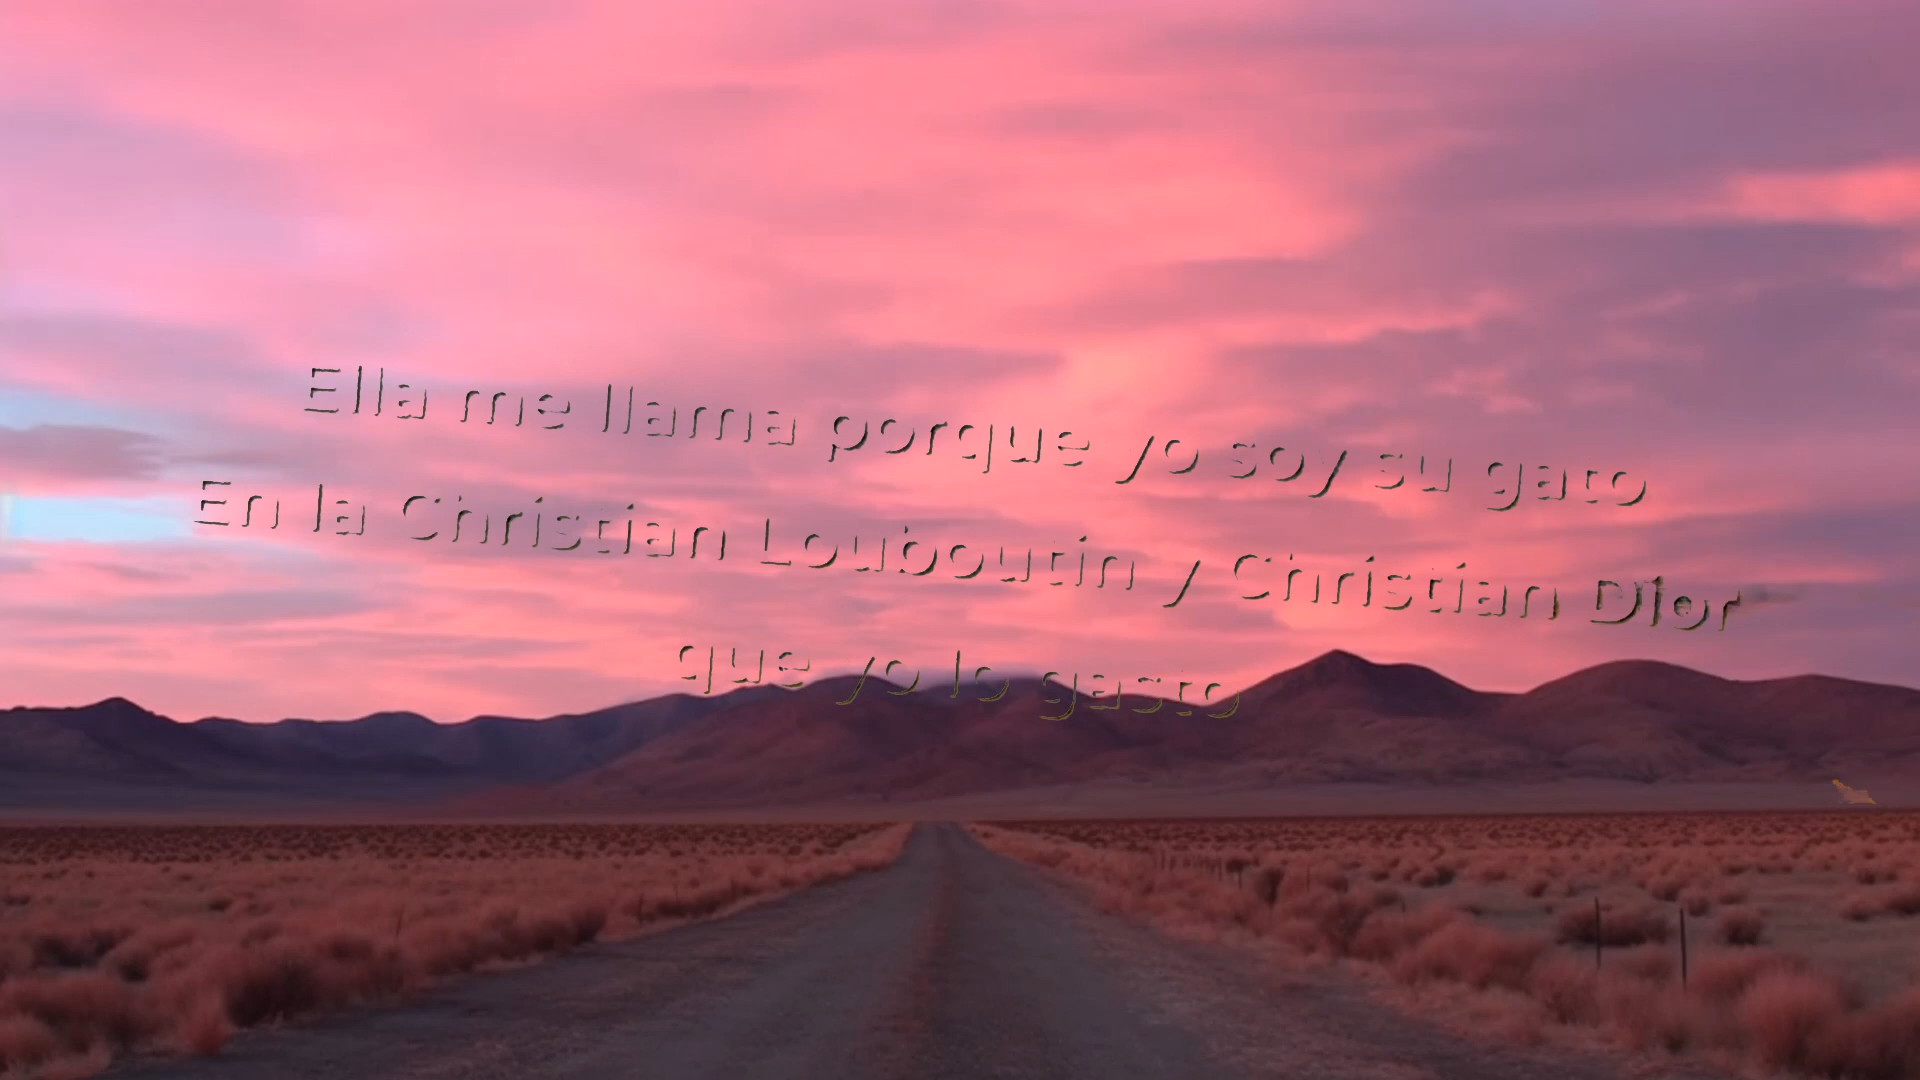 Ella me llama porque yo soy su gato
En la Christian Louboutin y Christian Dior
que yo lo gasto